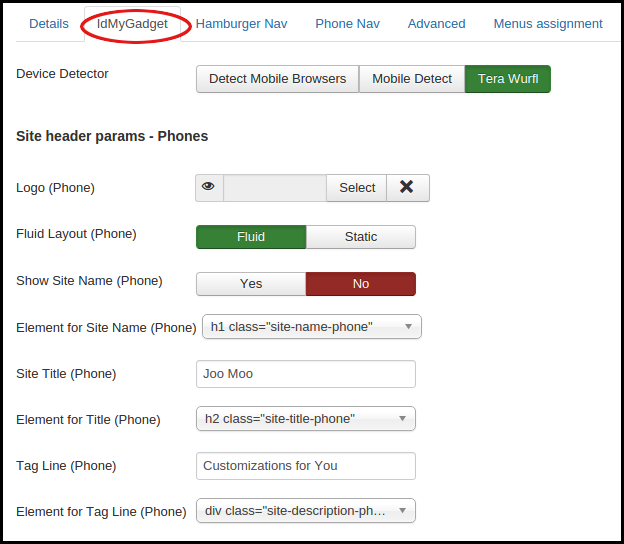 Details IdMyGadget Hamburger Nav Phone Nav Advanced Menus assignment
Device Detector Detect Mobile Browsers Mobile Detect Tera Wurfl
Site header params - Phones
Logo (Phone) Select
Fluid Layout (Phone) Fluid Static
Show Site Name (Phone) Yes No
Element for Site Name (Phone) h1 class="site-name-phone"
Site Title (Phone) Joo Moo
Element for Title (Phone) h2 class="site-title-phone"
Tag Line (Phone) Customizations for You
Element for Tag Line (Phone) div class="site-description-ph…